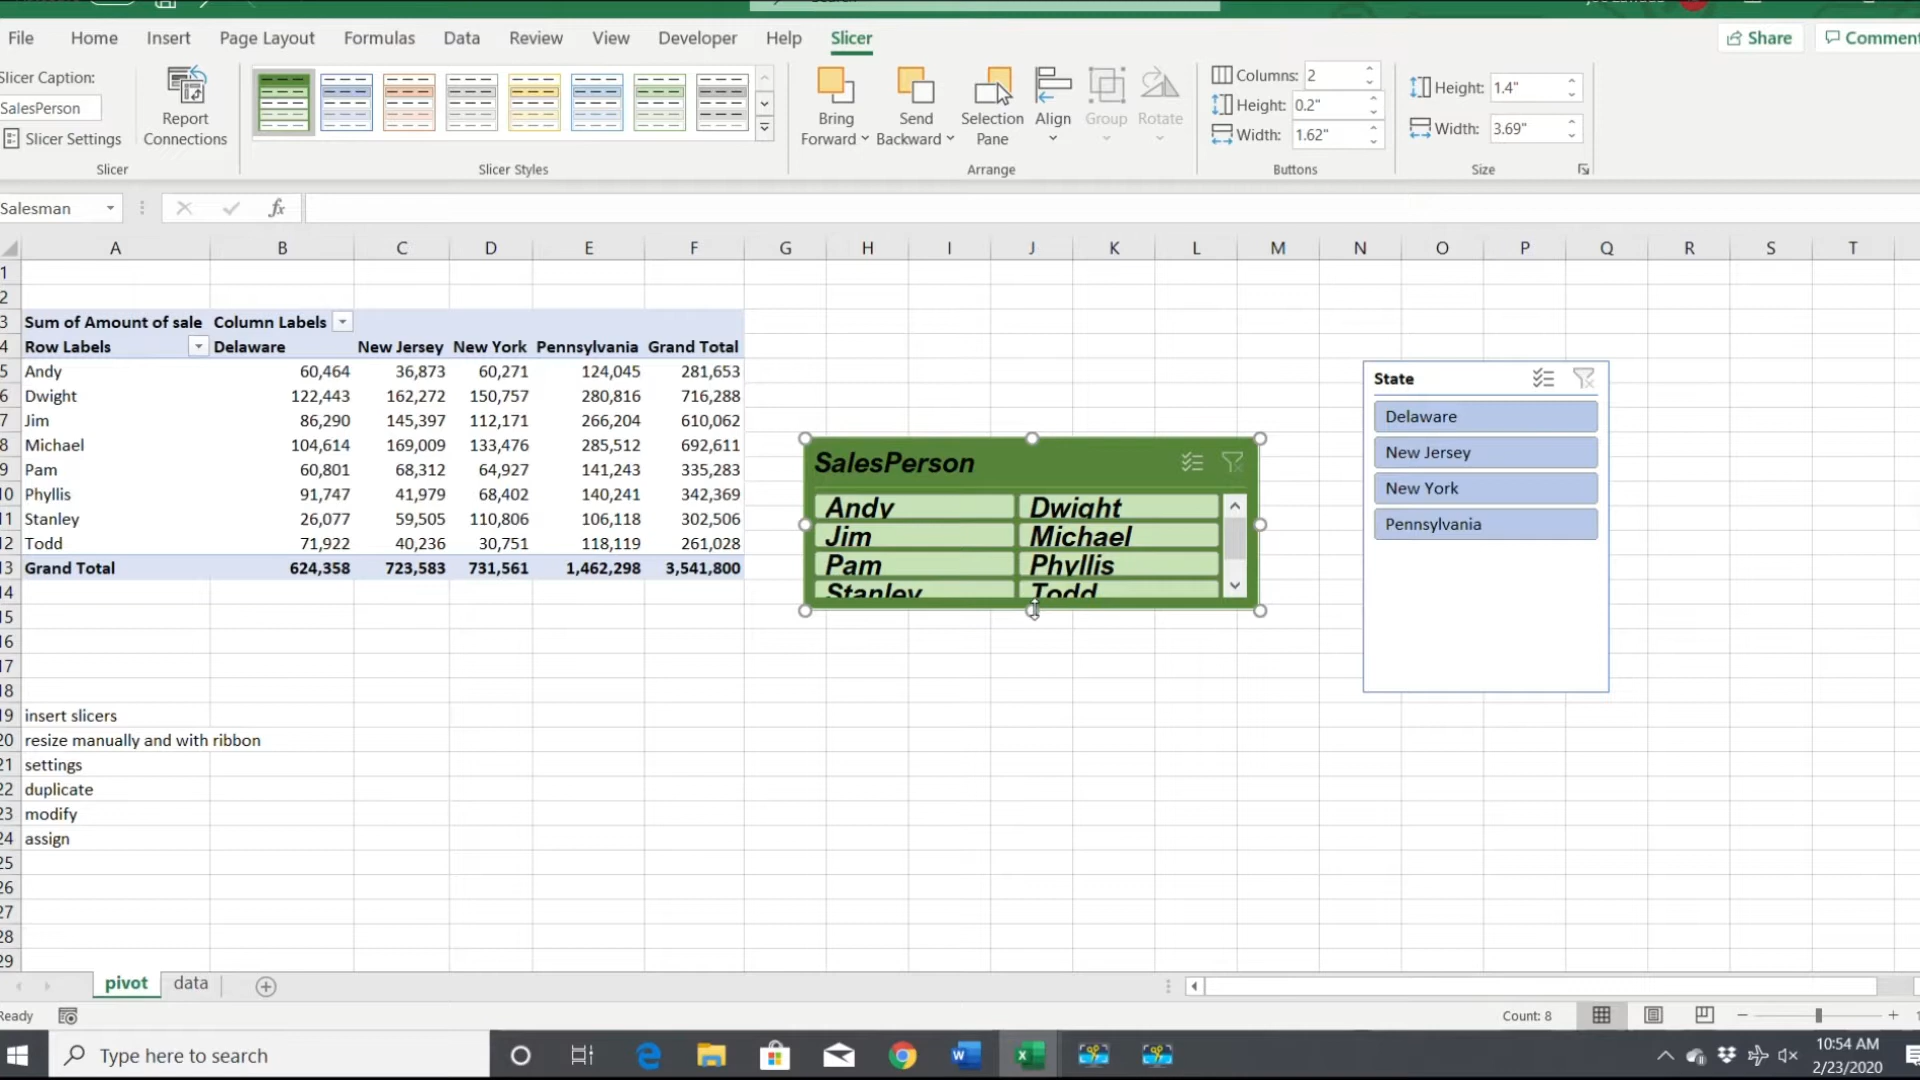 File Home Insert Page Layout Formulas Data Review View Developer Help Slicer Share Comment
Slicer Caption:
SalesPerson
Slicer Settings
Report Connections
Slicer
Slicer Styles
Bring Forward
Send Backward
Selection Pane
Align
Group
Rotate
Arrange
Columns: 2
Height: 0.2"
Width: 1.62"
Buttons
Height: 1.4"
Width: 3.69"
Size
Salesman fx
A B C D E F G H I J K L M N O P Q R S T
1
2
3 Sum of Amount of sale Column Labels
4 Row Labels Delaware New Jersey New York Pennsylvania Grand Total
5 Andy 60,464 36,873 60,271 124,045 281,653
6 Dwight 122,443 162,272 150,757 280,816 716,288
7 Jim 86,290 145,397 112,171 266,204 610,062
8 Michael 104,614 169,009 133,476 285,512 692,611
9 Pam 60,801 68,312 64,927 141,243 335,283
10 Phyllis 91,747 41,979 68,402 140,241 342,369
11 Stanley 26,077 59,505 110,806 106,118 302,506
12 Todd 71,922 40,236 30,751 118,119 261,028
13 Grand Total 624,358 723,583 731,561 1,462,298 3,541,800
14
15
16
17
18
19 insert slicers
20 resize manually and with ribbon
21 settings
22 duplicate
23 modify
24 assign
25
26
27
28
29
SalesPerson
Andy Dwight
Jim Michael
Pam Phyllis
Stanley Todd
State
Delaware
New Jersey
New York
Pennsylvania
pivot data
Ready Count: 8
Type here to search
10:54 AM
2/23/2020